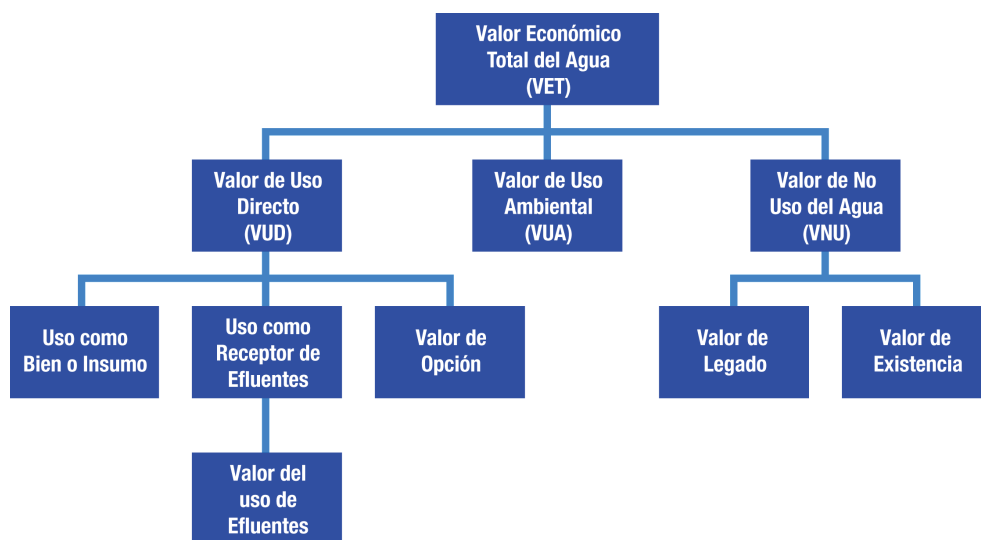 Valor Económico
Total del Agua
(VET)
Valor de Uso
Directo
(VUD)
Valor de Uso
Ambiental
(VUA)
Valor de No
Uso del Agua
(VNU)
Uso como
Bien o Insumo
Uso como
Receptor de
Efluentes
Valor de
Opción
Valor de
Legado
Valor de
Existencia
Valor del
uso de
Efluentes